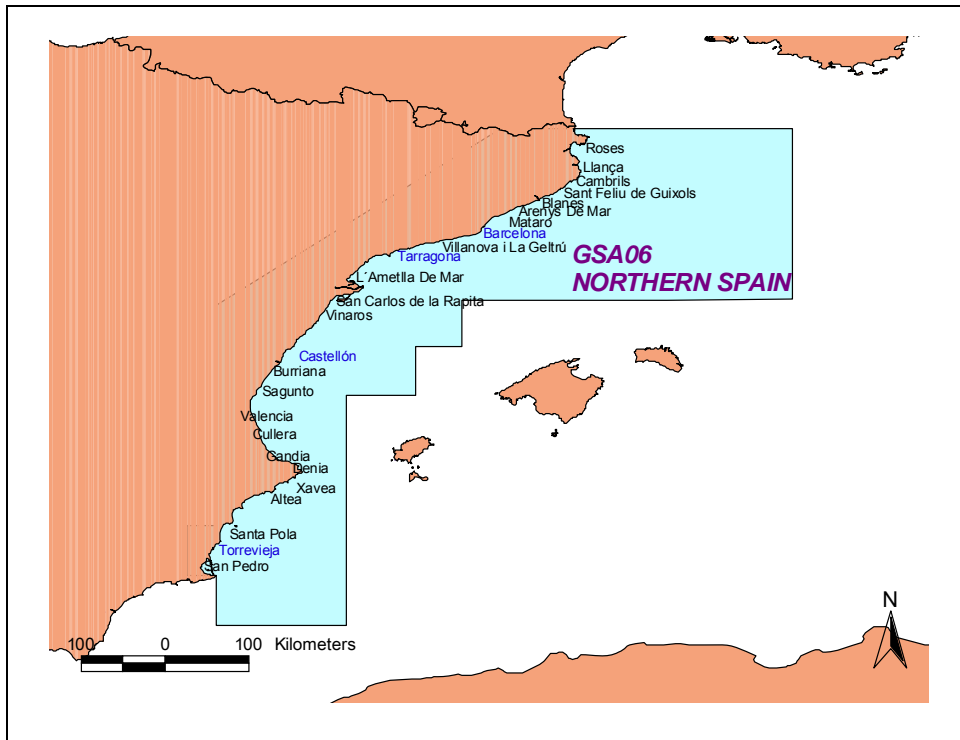 Roses
Llança
Cambrils
Sant Feliu de Guixols
Blanes
Arenys De Mar
Mataro
Barcelona
Villanova i La Geltrú
Tarragona
GSA06
NORTHERN SPAIN
L´Ametlla De Mar
San Carlos de la Rapita
Vinaros
Castellón
Burriana
Sagunto
Valencia
Cullera
Gandia
Denia
Xavea
Altea
Santa Pola
Torrevieja
San Pedro
N
100 0 100 Kilometers